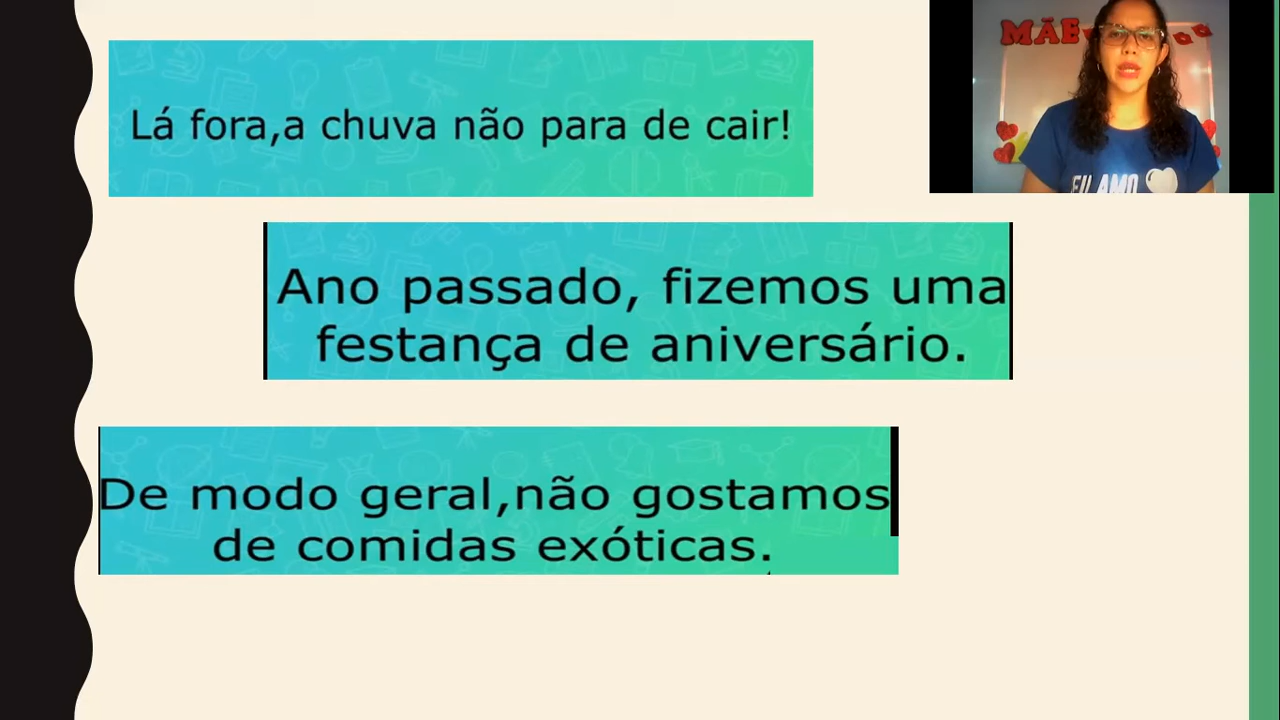 Lá fora,a chuva não para de cair!
MÃE
EU AMO
Ano passado, fizemos uma
festança de aniversário.
De modo geral,não gostamos
de comidas exóticas.